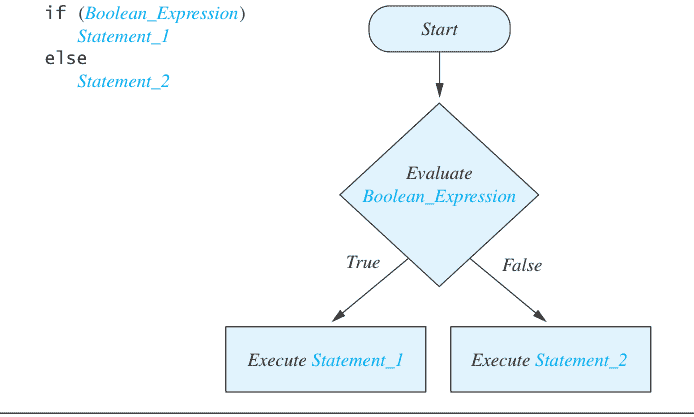 if (Boolean_Expression)
Statement_1
else
Statement_2
Start
Evaluate
Boolean_Expression
True
False
Execute Statement_1
Execute Statement_2